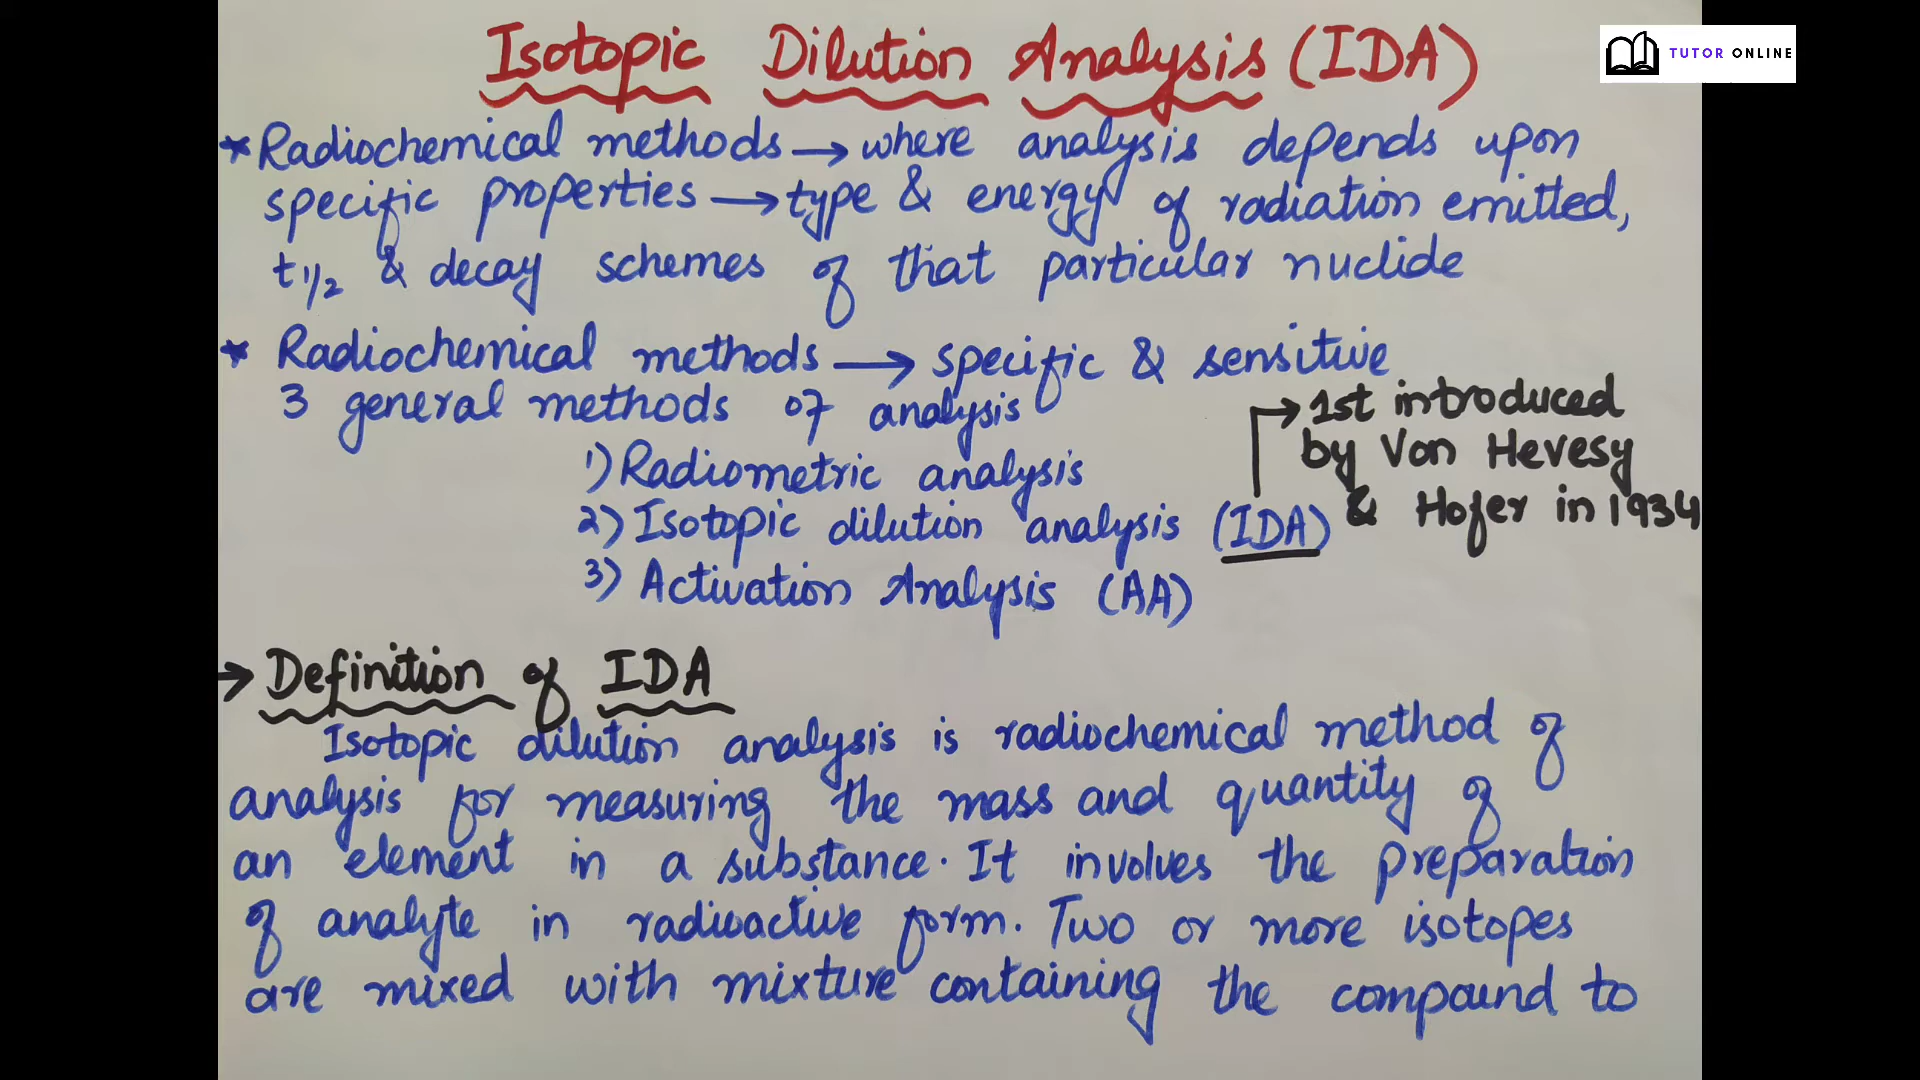 Isotopic Dilution Analysis (IDA)
TUTOR ONLINE
* Radiochemical methods → where analysis depends upon
specific properties → type & energy of radiation emitted,
t 1/2 & decay schemes of that particular nuclide
* Radiochemical methods → specific & sensitive
3 general methods of analysis
→ 1st introduced
by Von Hevesy
& Hofer in 1934
1) Radiometric analysis
2) Isotopic dilution analysis (IDA)
3) Activation Analysis (AA)
→ Definition of IDA
Isotopic dilution analysis is radiochemical method of
analysis for measuring the mass and quantity of
an element in a substance. It involves the preparation
of analyte in radioactive form. Two or more isotopes
are mixed with mixture containing the compound to